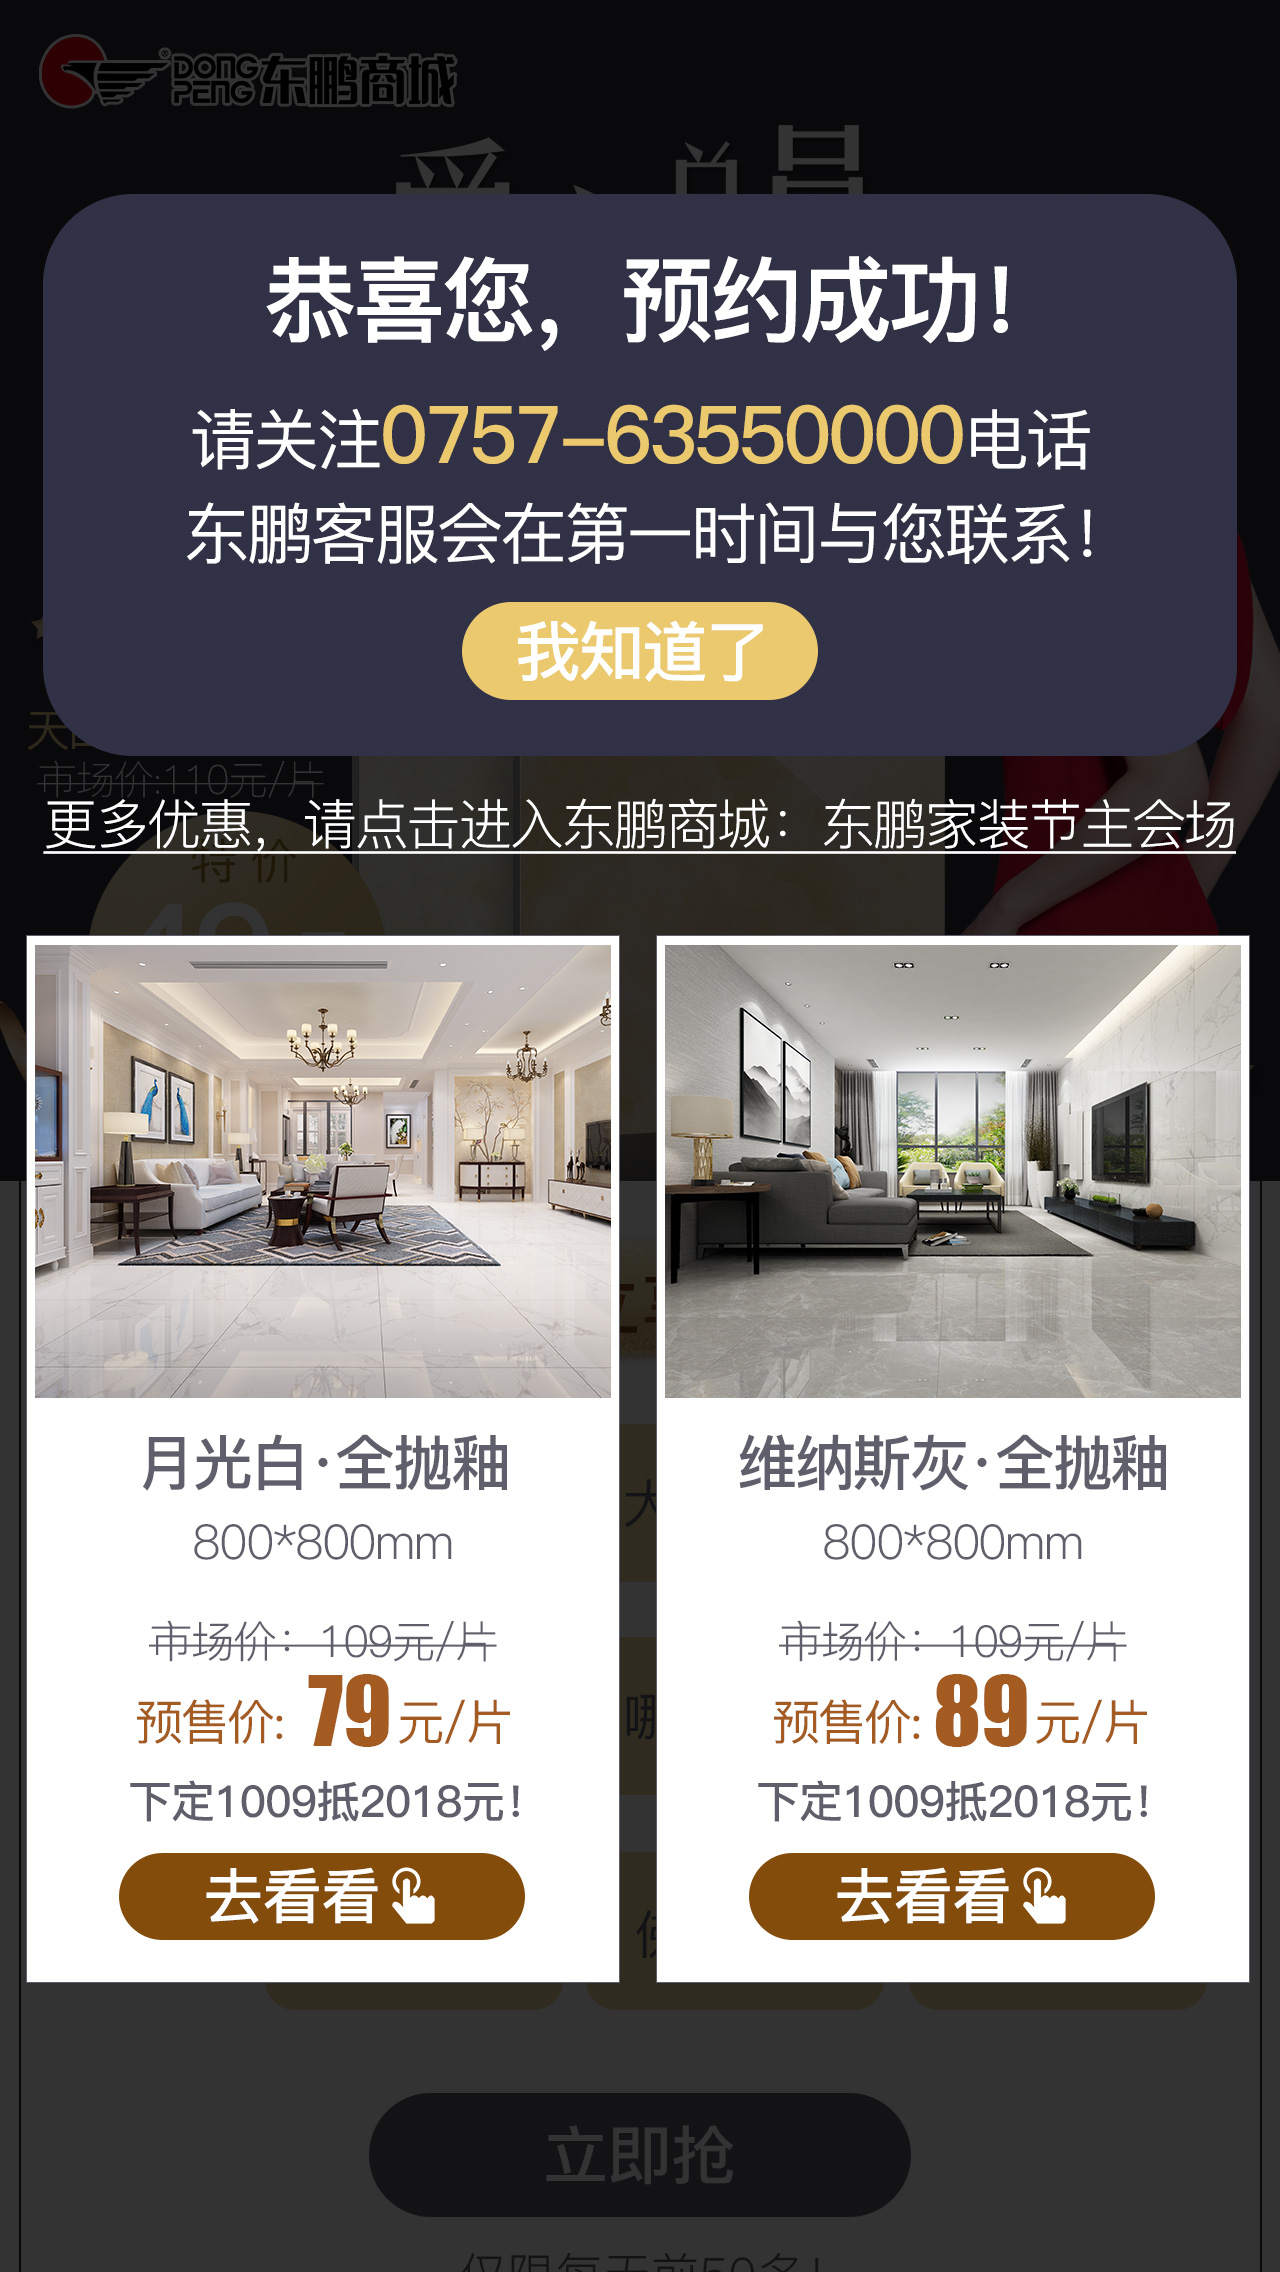 DONG
PENG 东鹏商城
恭喜您，预约成功！
请关注0757-63550000电话
东鹏客服会在第一时间与您联系！
我知道了
市场价:110元/片
更多优惠，请点击进入东鹏商城：东鹏家装节主会场
特价
月光白·全抛釉
800*800mm
市场价：109元/片
预售价: 79元/片
下定1009抵2018元！
去看看
维纳斯灰·全抛釉
800*800mm
市场价：109元/片
预售价: 89元/片
下定1009抵2018元！
去看看
立即抢
仅限每天前50名！